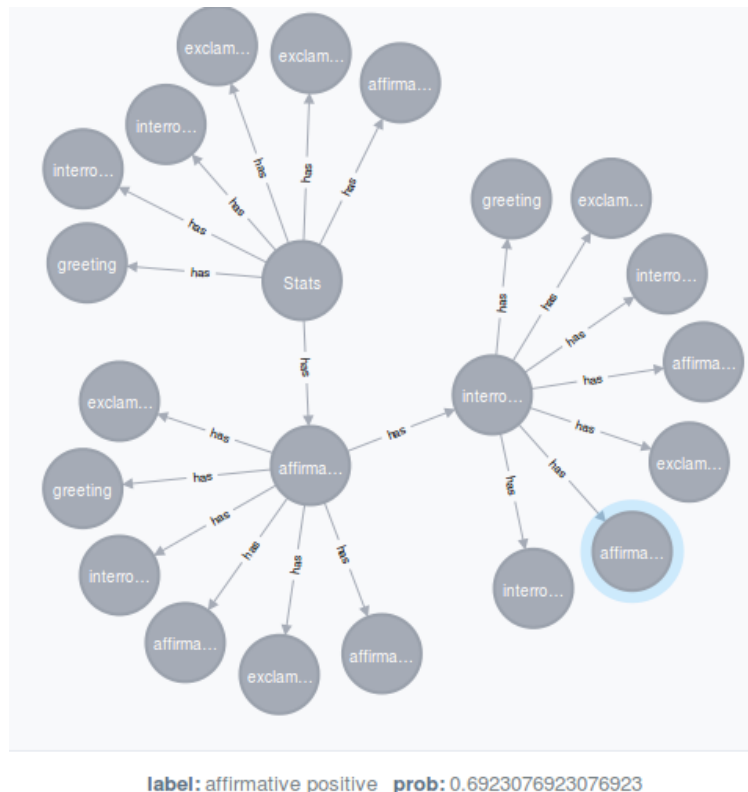 exclam...
exclam...
affirma...
interro...
interro...
greeting
has
has
has
has
has
has
Stats
has
greeting
exclam...
interro...
affirma...
exclam...
affirma...
interro...
interro...
has
has
has
has
has
has
has
has
affirma...
exclam...
greeting
interro...
affirma...
exclam...
affirma...
has
has
has
has
has
has
label: affirmative positive prob: 0.6923076923076923